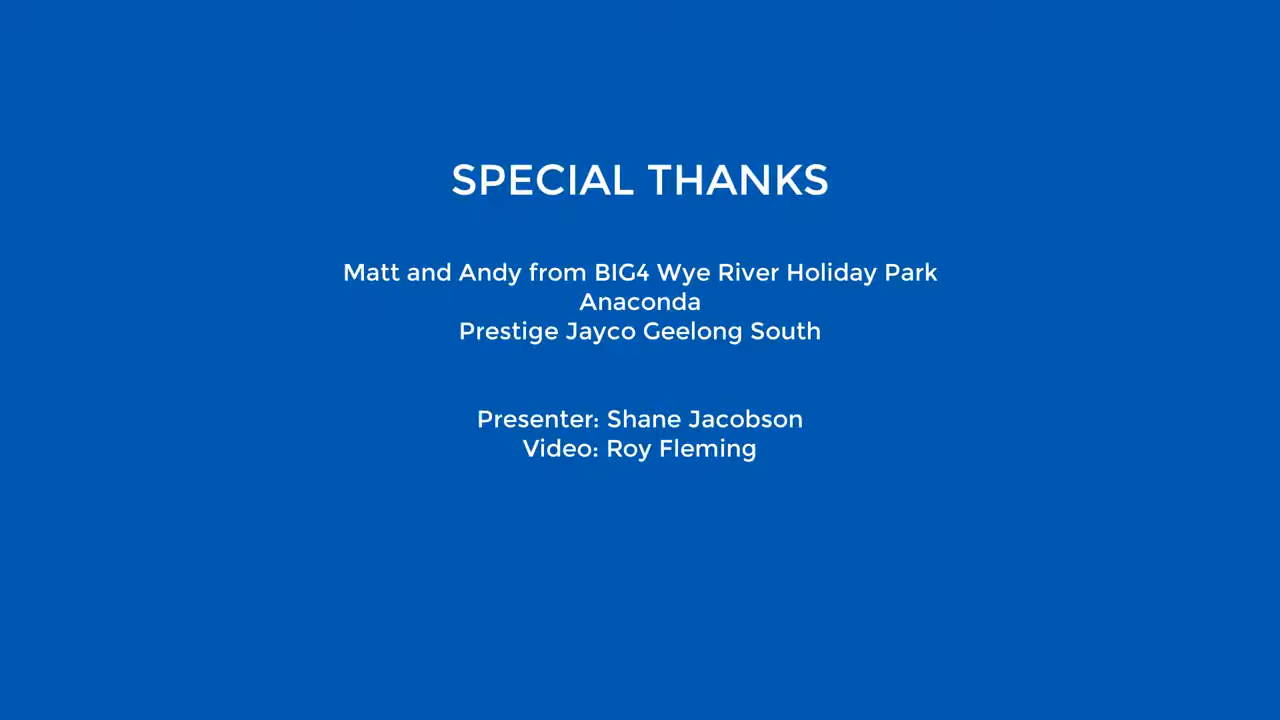 SPECIAL THANKS
Matt and Andy from BIG4 Wye River Holiday Park
Anaconda
Prestige Jayco Geelong South
Presenter: Shane Jacobson
Video: Roy Fleming